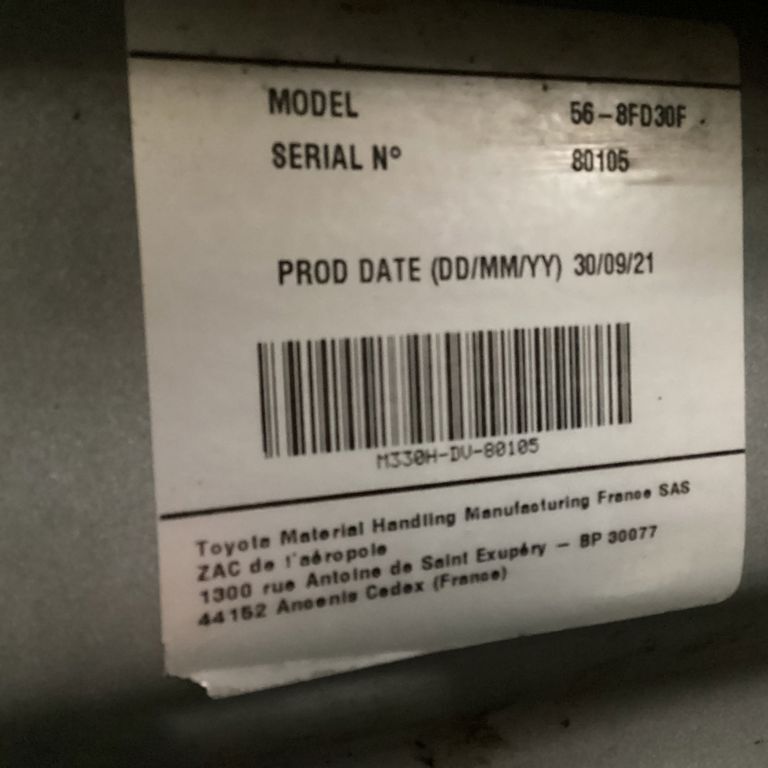 MODEL 56-8FD30F
SERIAL N° 80105
PROD DATE (DD/MM/YY) 30/09/21
M330H-DV-80105
Toyota Material Handling Manufacturing France SAS
ZAC de l'aéropole
1300 rue Antoine de Saint Exupéry – BP 30077
44152 Ancenis Cedex (France)